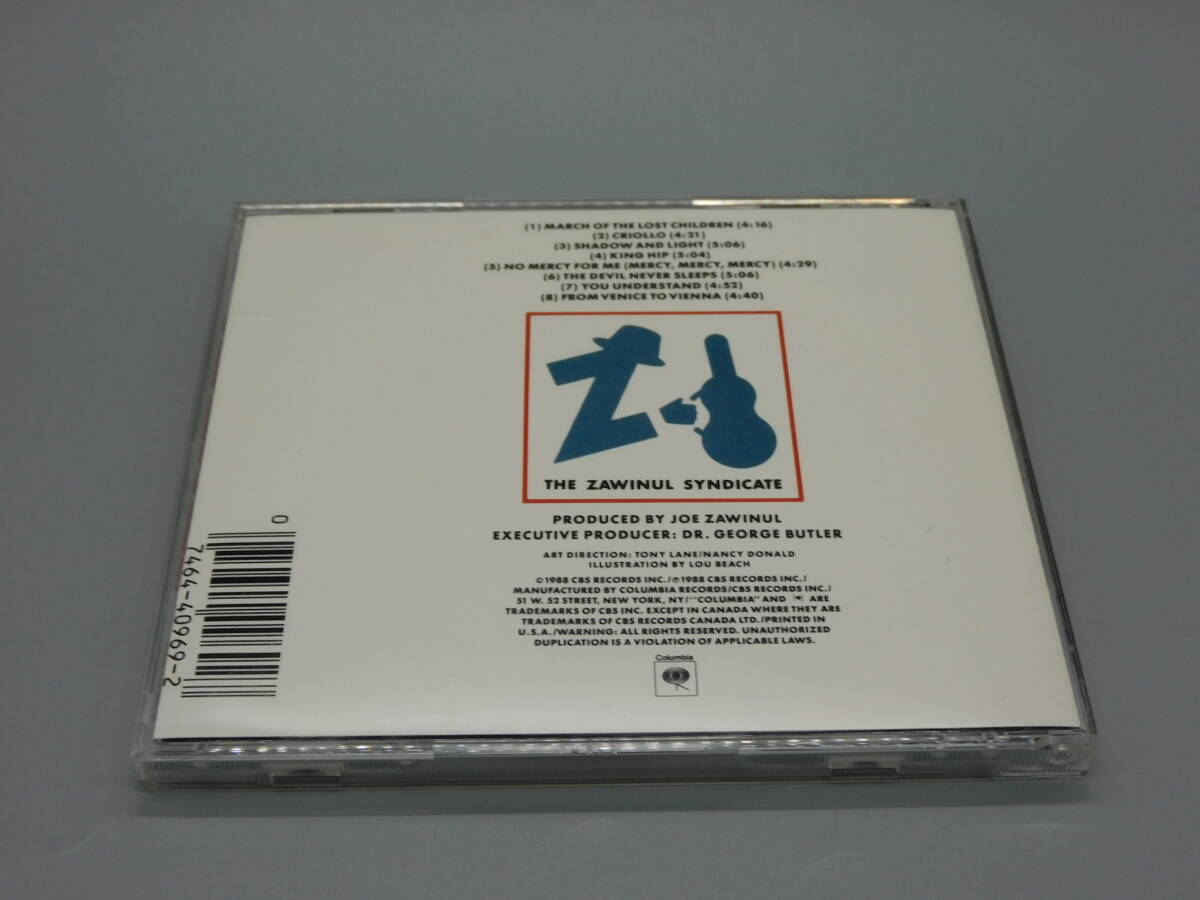 (1) MARCH OF THE LOST CHILDREN (4:16)
(2) CRIOLLO (4:21)
(3) SHADOW AND LIGHT (5:06)
(4) KING HIP (5:04)
(5) NO MERCY FOR ME (MERCY, MERCY, MERCY) (4:29)
(6) THE DEVIL NEVER SLEEPS (5:06)
(7) YOU UNDERSTAND (4:52)
(8) FROM VENICE TO VIENNA (4:40)
THE ZAWINUL SYNDICATE
PRODUCED BY JOE ZAWINUL
EXECUTIVE PRODUCER: DR. GEORGE BUTLER
ART DIRECTION: TONY LANE/NANCY DONALD
ILLUSTRATION BY LOU BEACH
© 1988 CBS RECORDS INC./℗ 1988 CBS RECORDS INC./
MANUFACTURED BY COLUMBIA RECORDS/CBS RECORDS INC./
51 W. 52 STREET, NEW YORK, NY/"COLUMBIA" AND ARE
TRADEMARKS OF CBS INC. EXCEPT IN CANADA WHERE THEY ARE
TRADEMARKS OF CBS RECORDS CANADA LTD./PRINTED IN
U.S.A./WARNING: ALL RIGHTS RESERVED. UNAUTHORIZED
DUPLICATION IS A VIOLATION OF APPLICABLE LAWS.
Columbia
0 7464-40969-2